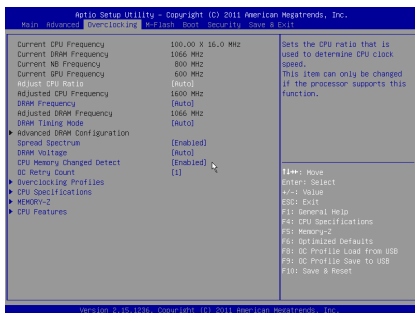 Aptio Setup Utility - Copyright (C) 2011 American Megatrends, Inc.
Main Advanced Overclocking M-Flash Boot Security Save & Exit
Current CPU Frequency 100.00 X 16.0 MHz
Current DRAM Frequency 1066 MHz
Current NB Frequency 800 MHz
Current GPU Frequency 600 MHz
Adjust CPU Ratio [Auto]
Adjusted CPU Frequency 1600 MHz
DRAM Frequency [Auto]
Adjusted DRAM Frequency 1066 MHz
DRAM Timing Mode [Auto]
Advanced DRAM Configuration
Spread Spectrum [Enabled]
DRAM Voltage [Auto]
CPU Memory Changed Detect [Enabled]
OC Retry Count [1]
Overclocking Profiles
CPU Specifications
MEMORY-Z
CPU Features
Sets the CPU ratio that is
used to determine CPU clock
speed.
This item can only be changed
if the processor supports this
function.
↑↓→←: Move
Enter: Select
+/-: Value
ESC: Exit
F1: General Help
F4: CPU Specifications
F5: Memory-Z
F6: Optimized Defaults
F8: OC Profile Load from USB
F9: OC Profile Save to USB
F10: Save & Reset
Version 2.15.1236. Copyright (C) 2011 American Megatrends, Inc.